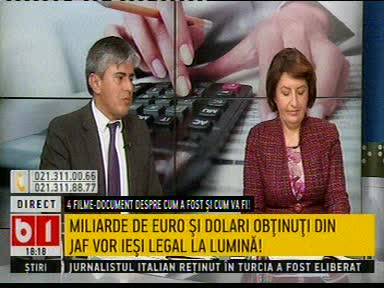 021.311.00.66
021.311.88.77
DIRECT
4 FILME-DOCUMENT DESPRE CUM A FOST ȘI CUM VA FI!
B1
MILIARDE DE EURO ȘI DOLARI OBȚINUȚI DIN
JAF VOR IEȘI LEGAL LA LUMINĂ!
18:18
ȘTIRI
JURNALISTUL ITALIAN REȚINUT ÎN TURCIA A FOST ELIBERAT